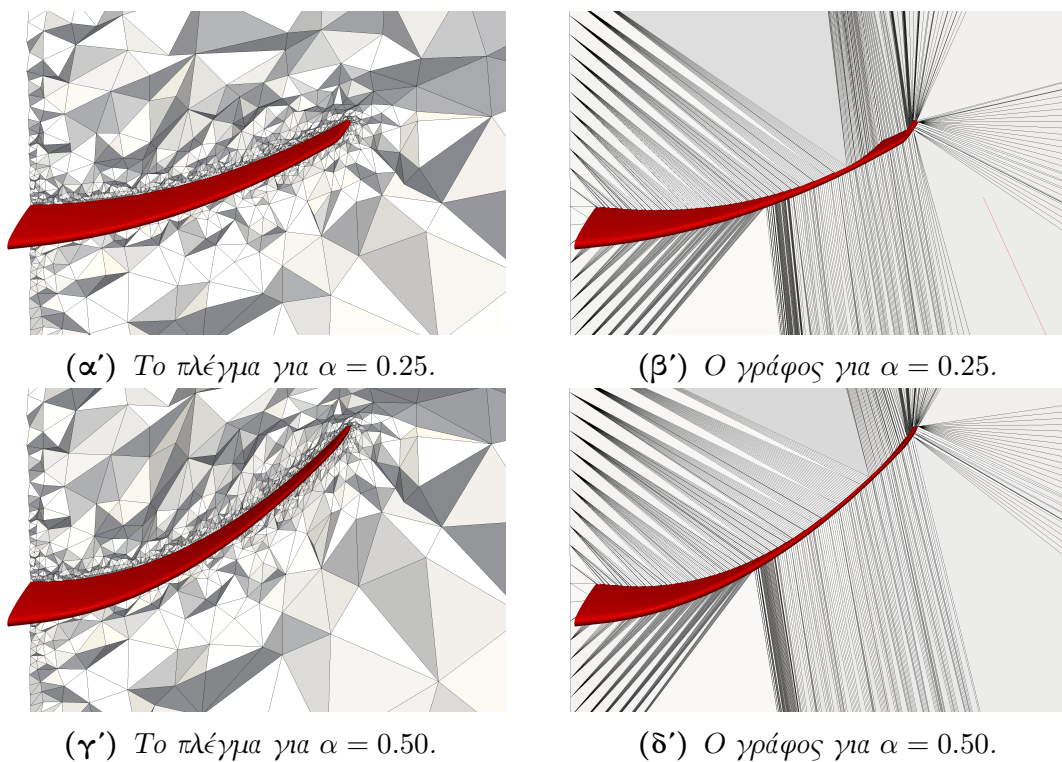 (α΄) Το πλέγμα για α = 0.25.
(β΄) Ο γράφος για α = 0.25.
(γ΄) Το πλέγμα για α = 0.50.
(δ΄) Ο γράφος για α = 0.50.